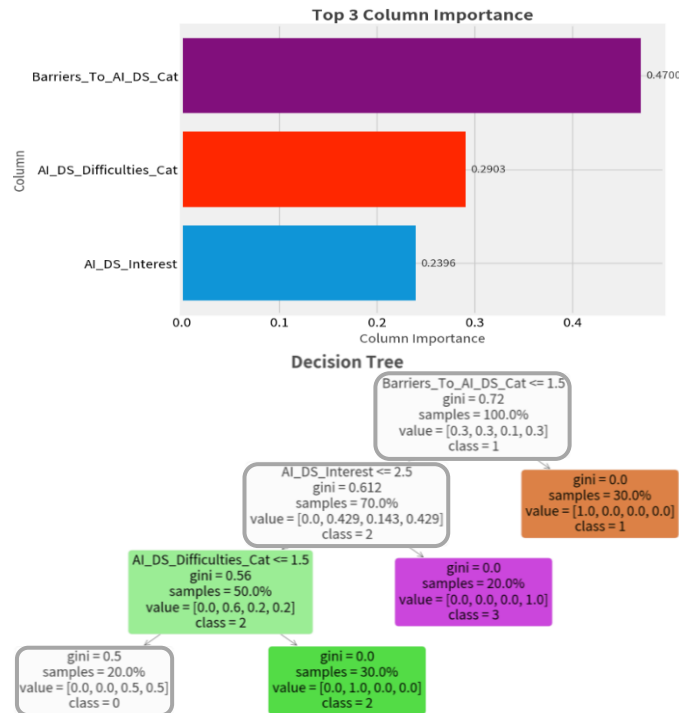 Top 3 Column Importance
Column
Barriers_To_AI_DS_Cat
0.4700
AI_DS_Difficulties_Cat
0.2903
AI_DS_Interest
0.2396
0.0 0.1 0.2 0.3 0.4
Column Importance
Decision Tree
Barriers_To_AI_DS_Cat <= 1.5
gini = 0.72
samples = 100.0%
value = [0.3, 0.3, 0.1, 0.3]
class = 1
AI_DS_Interest <= 2.5
gini = 0.612
samples = 70.0%
value = [0.0, 0.429, 0.143, 0.429]
class = 2
gini = 0.0
samples = 30.0%
value = [1.0, 0.0, 0.0, 0.0]
class = 1
AI_DS_Difficulties_Cat <= 1.5
gini = 0.56
samples = 50.0%
value = [0.0, 0.6, 0.2, 0.2]
class = 2
gini = 0.0
samples = 20.0%
value = [0.0, 0.0, 0.0, 1.0]
class = 3
gini = 0.5
samples = 20.0%
value = [0.0, 0.0, 0.5, 0.5]
class = 0
gini = 0.0
samples = 30.0%
value = [0.0, 1.0, 0.0, 0.0]
class = 2